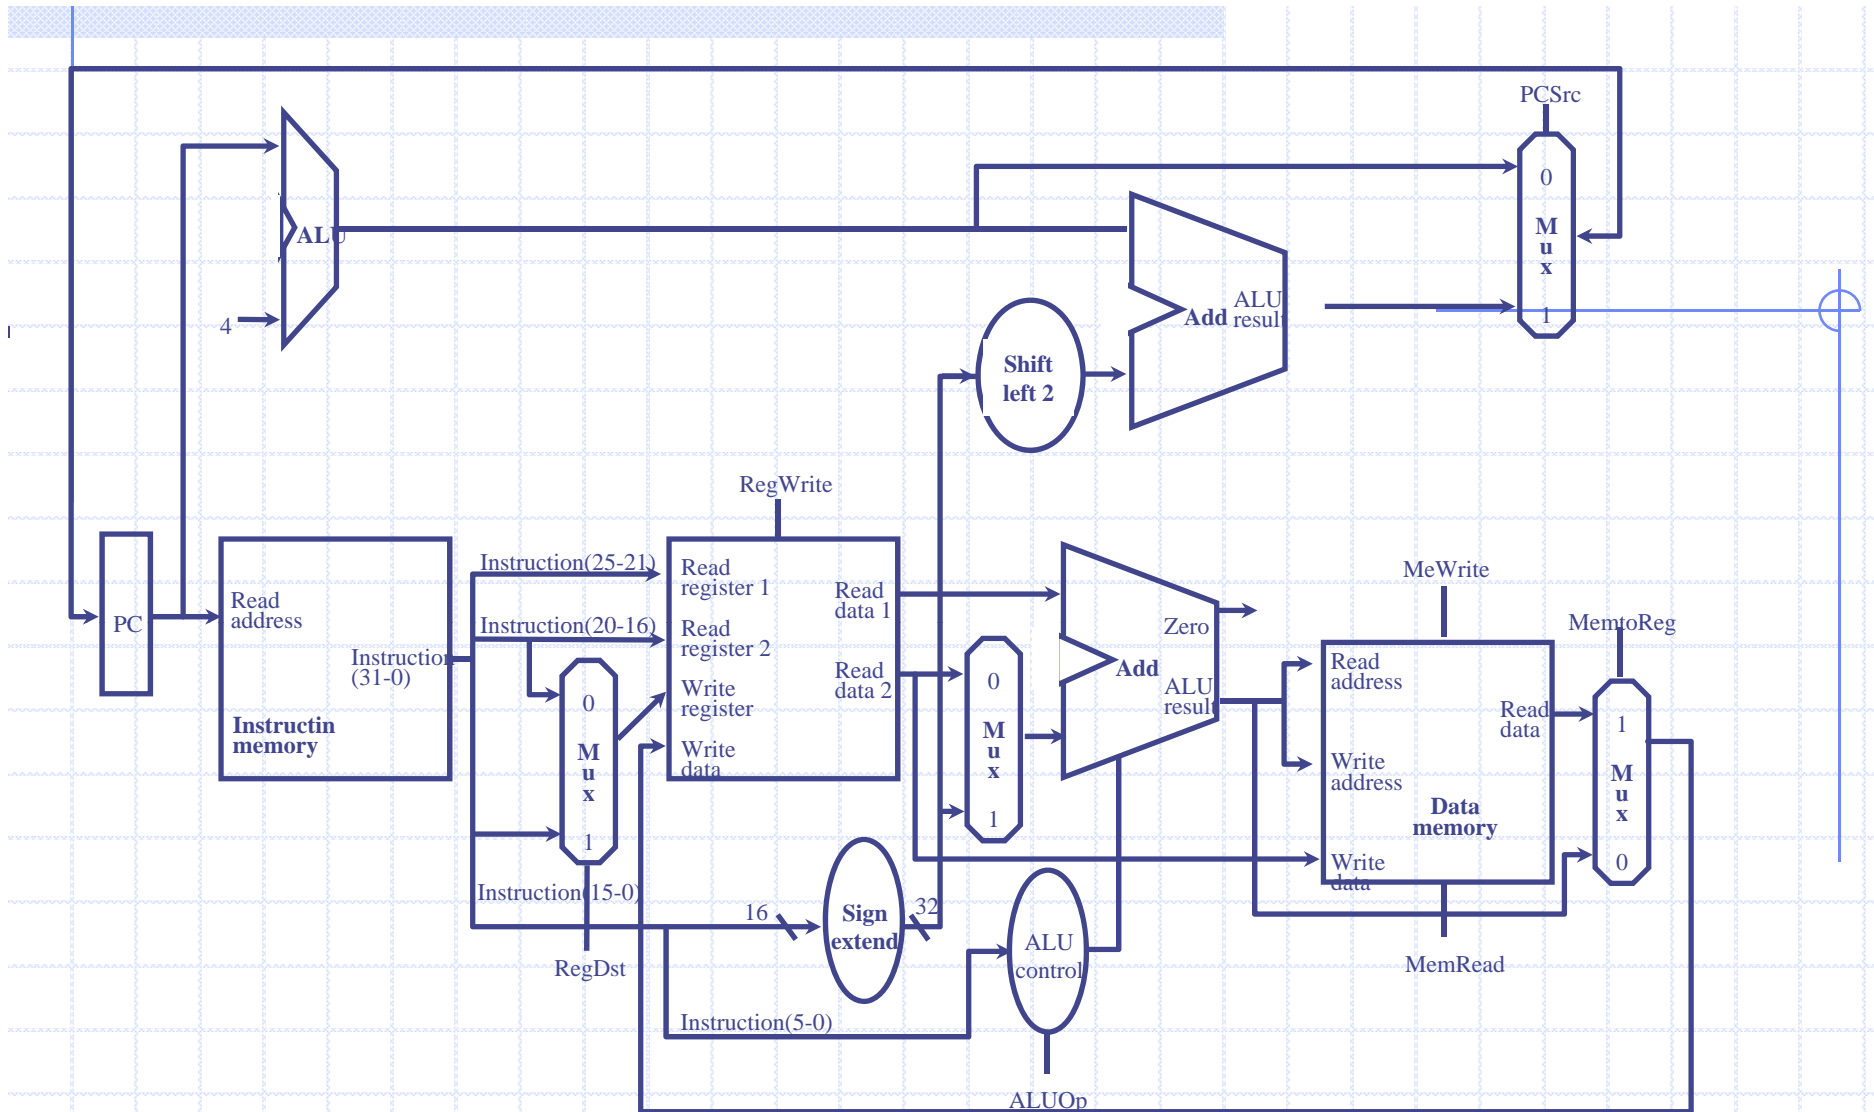 PCSrc
0
M
u
x
1
ALU
4
Add
ALU
result
Shift
left 2
RegWrite
PC
Read
address
Instruction
(31-0)
Instructin
memory
Instruction(25-21)
Instruction(20-16)
0
M
u
x
1
Instruction(15-0)
RegDst
Read
register 1
Read
register 2
Write
register
Write
data
Read
data 1
Read
data 2
16
Sign
extend
32
Instruction(5-0)
0
M
u
x
1
Zero
Add
ALU
result
ALU
control
ALUOp
MeWrite
Read
address
Write
address
Read
data
Data
memory
Write
data
MemRead
MemtoReg
1
M
u
x
0